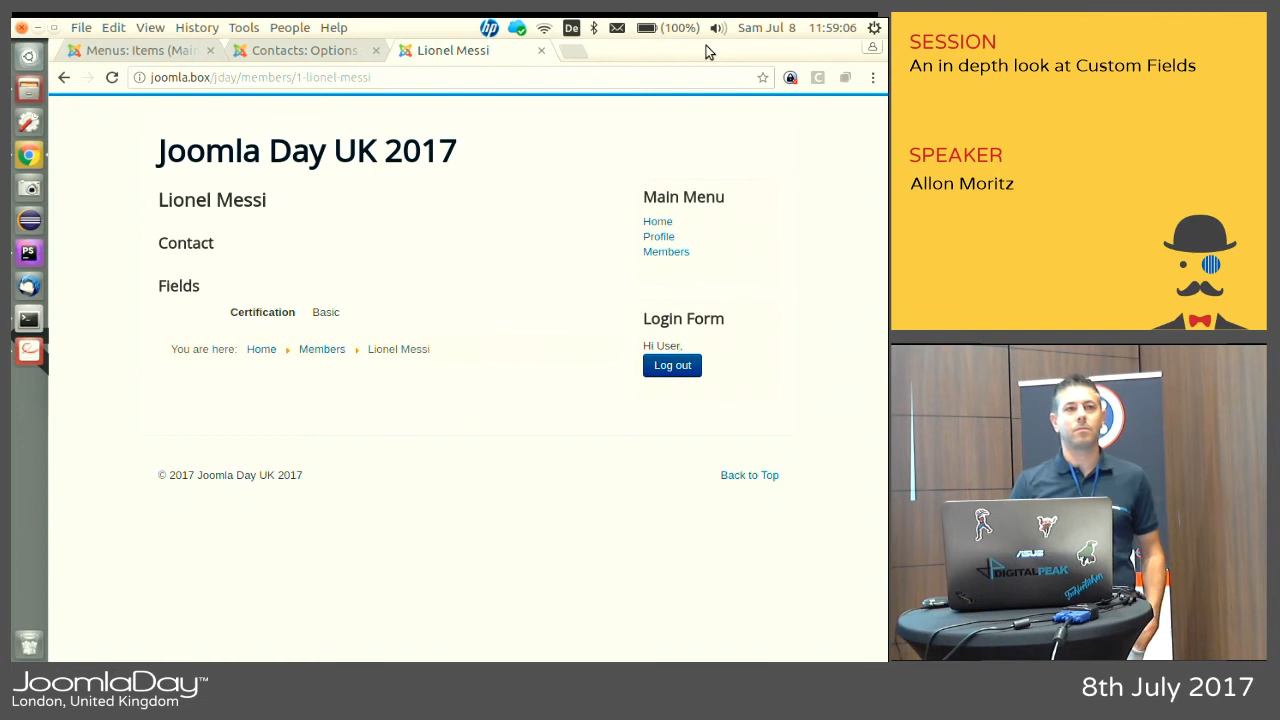 File Edit View History Tools People Help
De
(100%)
Sam Jul 8 11:59:06
Menus: Items (Main
Contacts: Options
Lionel Messi
joomla.box/jday/members/1-lionel-messi
Joomla Day UK 2017
Lionel Messi
Contact
Fields
Certification Basic
You are here: Home Members Lionel Messi
Main Menu
Home
Profile
Members
Login Form
Hi User,
Log out
© 2017 Joomla Day UK 2017
Back to Top
SESSION
An in depth look at Custom Fields
SPEAKER
Allon Moritz
hp
PS
ASUS
DIGITALPEAK
JoomlaDay™
London, United Kingdom
8th July 2017